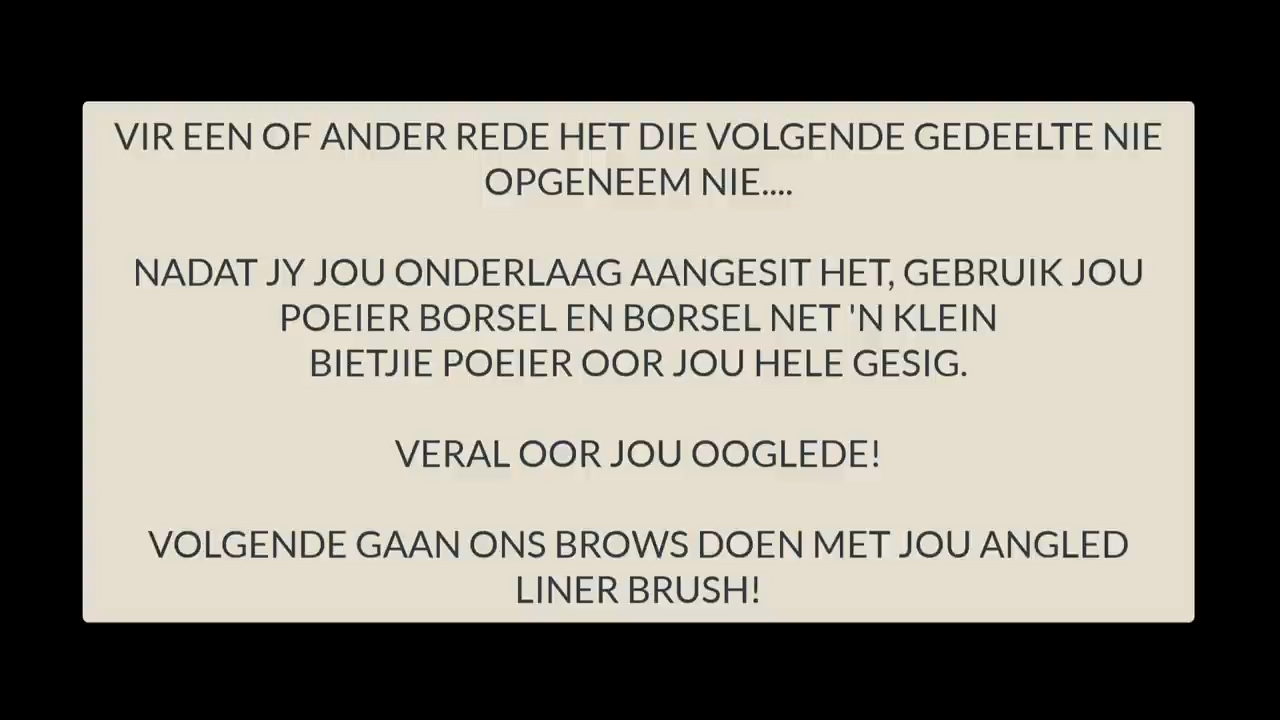 VIR EEN OF ANDER REDE HET DIE VOLGENDE GEDEELTE NIE
OPGENEEM NIE....
NADAT JY JOU ONDERLAAG AANGESIT HET, GEBRUIK JOU
POEIER BORSEL EN BORSEL NET 'N KLEIN
BIETJIE POEIER OOR JOU HELE GESIG.
VERAL OOR JOU OOGLEDE!
VOLGENDE GAAN ONS BROWS DOEN MET JOU ANGLED
LINER BRUSH!